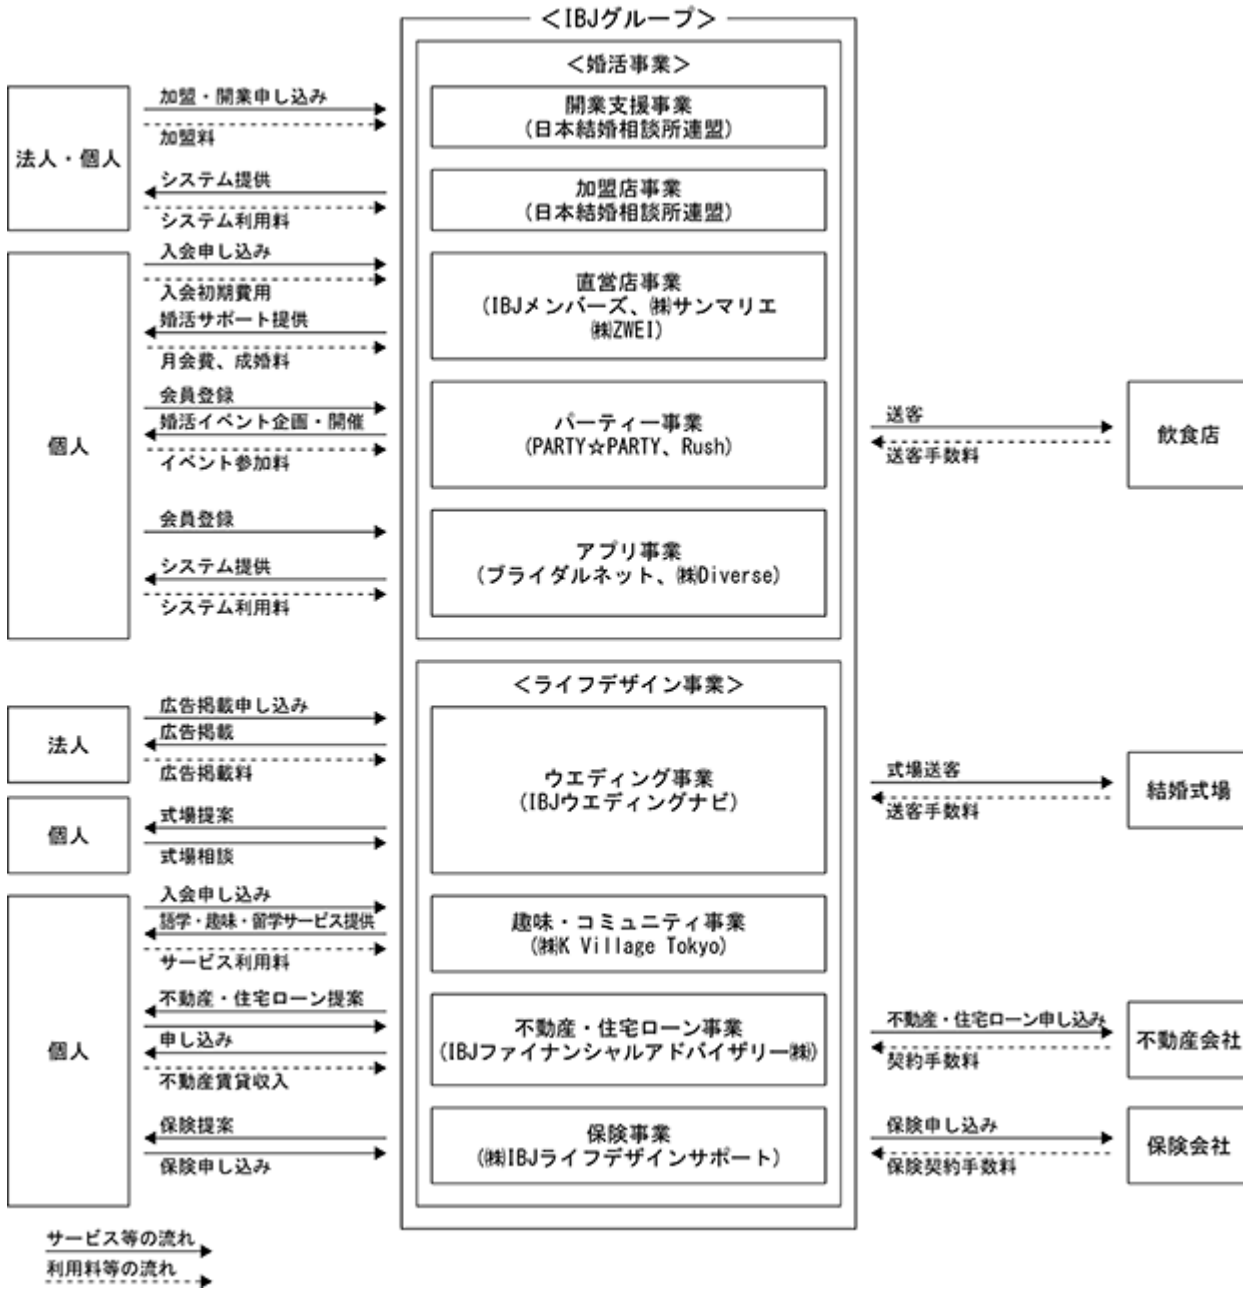 ＜IBJグループ＞
＜婚活事業＞
法人・個人
加盟・開業申し込み
加盟料
開業支援事業
(日本結婚相談所連盟)
システム提供
システム利用料
加盟店事業
(日本結婚相談所連盟)
個人
入会申し込み
入会初期費用
婚活サポート提供
月会費、成婚料
直営店事業
(IBJメンバーズ、㈱サンマリエ
㈱ZWEI)
会員登録
婚活イベント企画・開催
イベント参加料
パーティー事業
(PARTY☆PARTY、Rush)
送客
送客手数料
飲食店
会員登録
システム提供
システム利用料
アプリ事業
(ブライダルネット、㈱Diverse)
＜ライフデザイン事業＞
法人
広告掲載申し込み
広告掲載
広告掲載料
個人
式場提案
式場相談
ウエディング事業
(IBJウエディングナビ)
式場送客
送客手数料
結婚式場
個人
入会申し込み
語学・趣味・留学サービス提供
サービス利用料
趣味・コミュニティ事業
(㈱K Village Tokyo)
不動産・住宅ローン提案
申し込み
不動産賃貸収入
不動産・住宅ローン事業
(IBJファイナンシャルアドバイザリー㈱)
不動産・住宅ローン申し込み
契約手数料
不動産会社
保険提案
保険申し込み
保険事業
(㈱IBJライフデザインサポート)
保険申し込み
保険契約手数料
保険会社
サービス等の流れ
利用料等の流れ